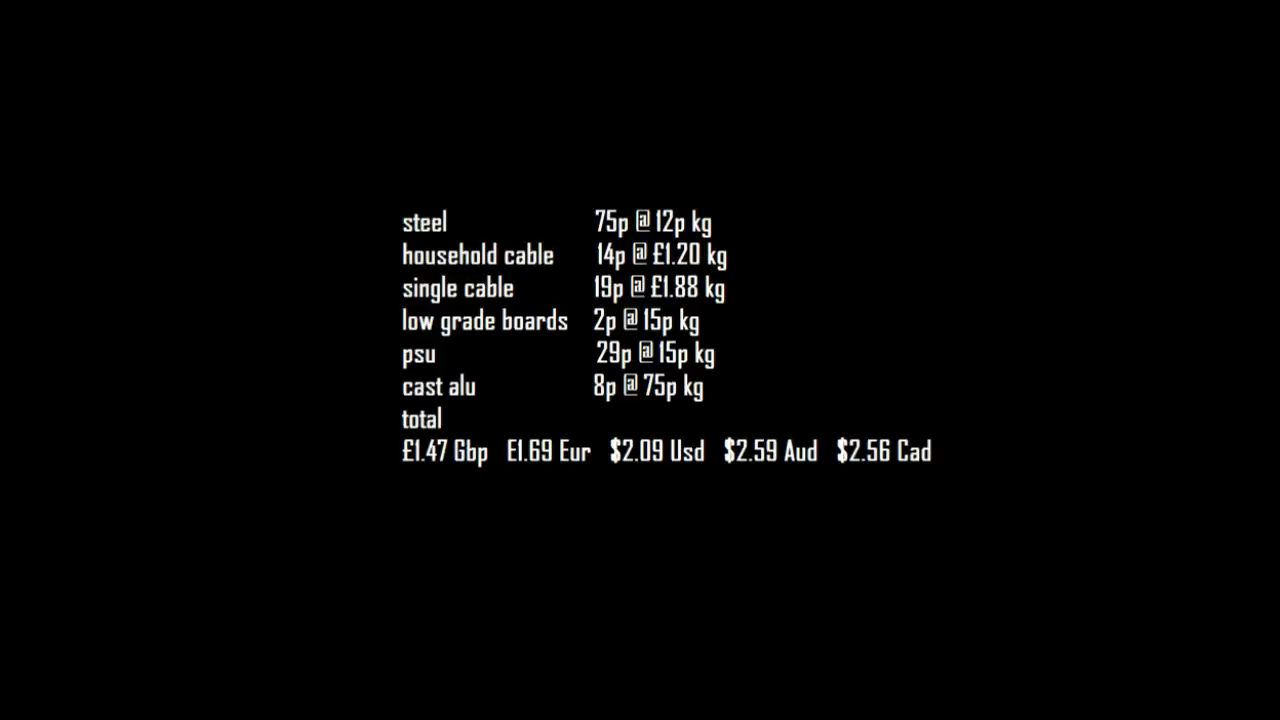 steel 75p @ 12p kg
household cable 14p @ £1.20 kg
single cable 19p @ £1.88 kg
low grade boards 2p @ 15p kg
psu 29p @ 15p kg
cast alu 8p @ 75p kg
total
£1.47 Gbp E1.69 Eur $2.09 Usd $2.59 Aud $2.56 Cad